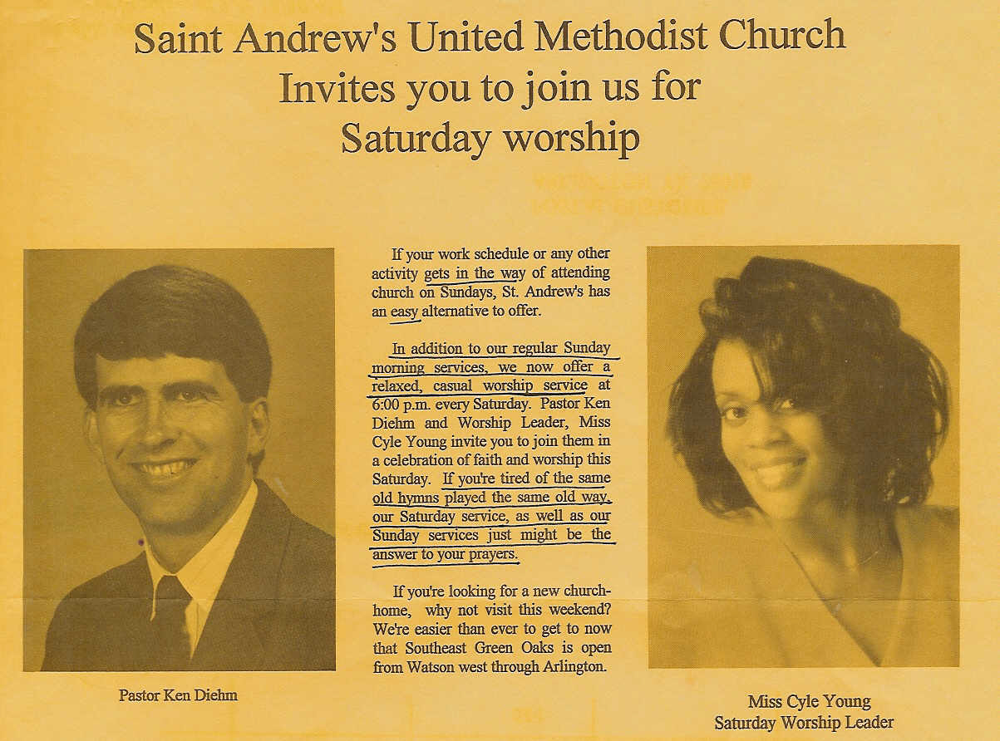 Saint Andrew's United Methodist Church
Invites you to join us for
Saturday worship
If your work schedule or any other
activity gets in the way of attending
church on Sundays, St. Andrew's has
an easy alternative to offer.
In addition to our regular Sunday
morning services, we now offer a
relaxed, casual worship service at
6:00 p.m. every Saturday. Pastor Ken
Diehm and Worship Leader, Miss
Cyle Young invite you to join them in
a celebration of faith and worship this
Saturday. If you're tired of the same
old hymns played the same old way,
our Saturday service, as well as our
Sunday services just might be the
answer to your prayers.
If you're looking for a new church-
home, why not visit this weekend?
We're easier than ever to get to now
that Southeast Green Oaks is open
from Watson west through Arlington.
Pastor Ken Diehm
Miss Cyle Young
Saturday Worship Leader